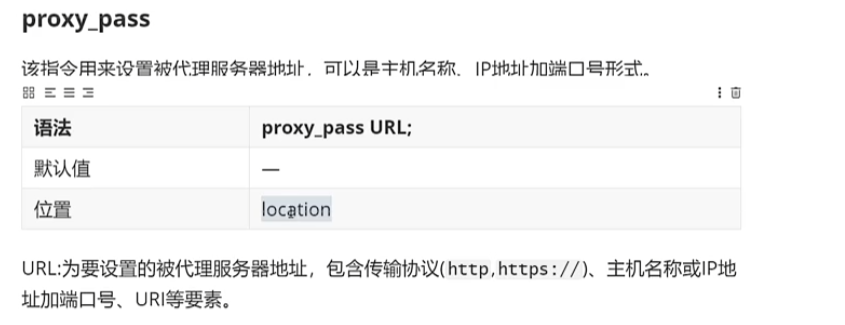 proxy_pass
该指令用来设置被代理服务器地址，可以是主机名称、IP地址加端口号形式。
语法 proxy_pass URL;
默认值 —
位置 location
URL:为要设置的被代理服务器地址，包含传输协议(http,https://)、主机名称或IP地
址加端口号、URI等要素。